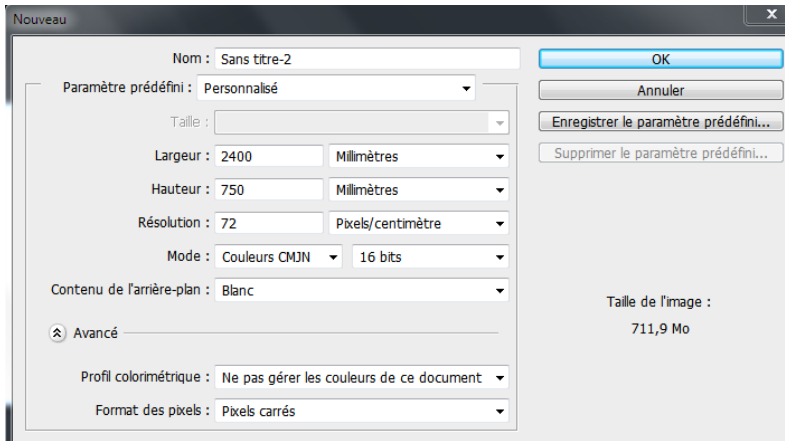 Nouveau
x
Nom : Sans titre-2
OK
Paramètre prédéfini : Personnalisé
Annuler
Taille :
Enregistrer le paramètre prédéfini...
Largeur : 2400 Millimètres
Supprimer le paramètre prédéfini...
Hauteur : 750 Millimètres
Résolution : 72 Pixels/centimètre
Mode : Couleurs CMJN 16 bits
Contenu de l'arrière-plan : Blanc
Taille de l'image :
711,9 Mo
Avancé
Profil colorimétrique : Ne pas gérer les couleurs de ce document
Format des pixels : Pixels carrés